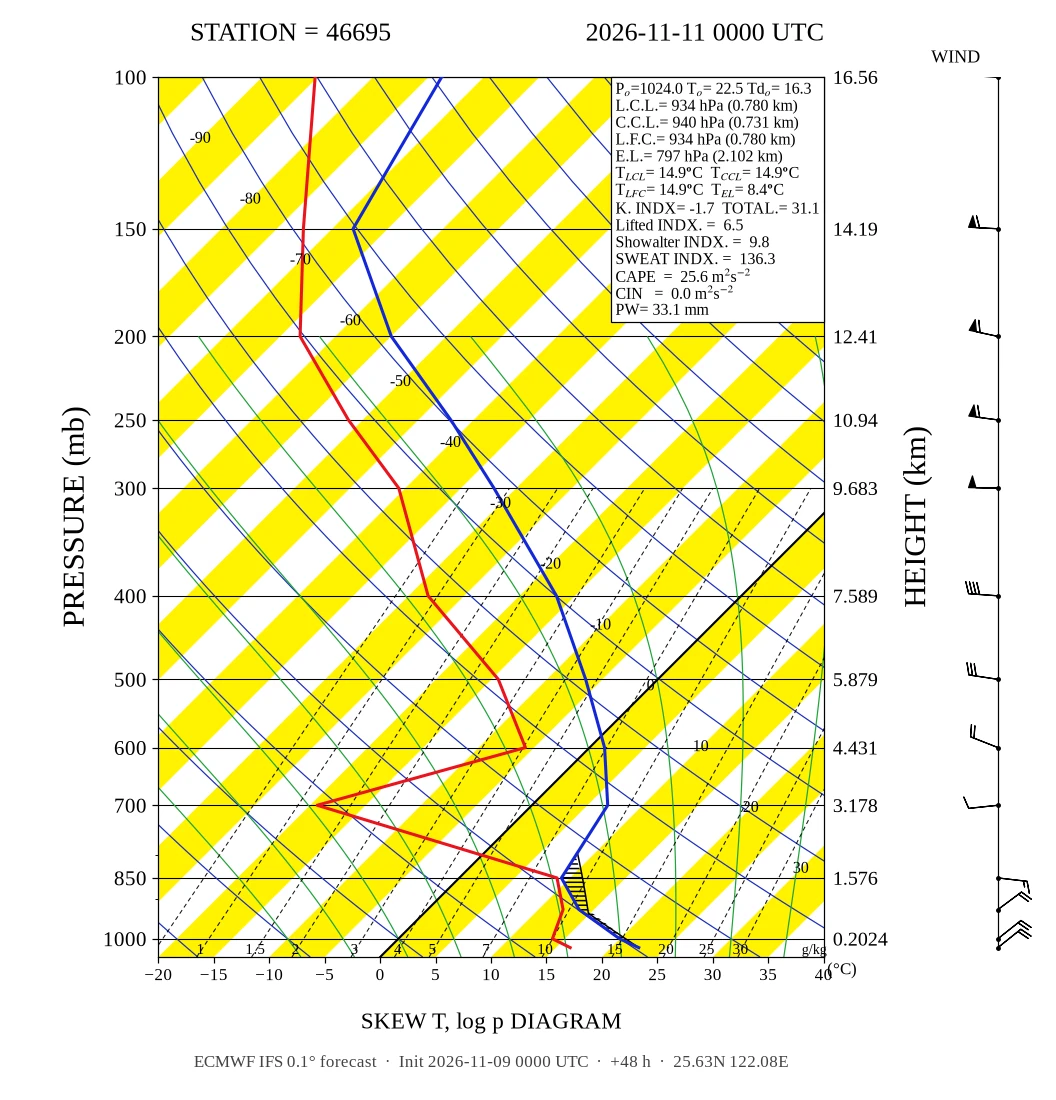 STATION = 46695
2026-11-11 0000 UTC
WIND
100
16.56
Pₒ=1024.0 Tₒ= 22.5 Tdₒ= 16.3
L.C.L.= 934 hPa (0.780 km)
C.C.L.= 940 hPa (0.731 km)
L.F.C.= 934 hPa (0.780 km)
E.L.= 797 hPa (2.102 km)
T_LCL= 14.9°C T_CCL= 14.9°C
T_LFC= 14.9°C T_EL= 8.4°C
K. INDX= -1.7 TOTAL.= 31.1
Lifted INDX. = 6.5
Showalter INDX. = 9.8
SWEAT INDX. = 136.3
CAPE = 25.6 m²s⁻²
CIN = 0.0 m²s⁻²
PW= 33.1 mm
-90
-80
150
14.19
-70
-60
200
12.41
-50
250
10.94
-40
300
9.683
-30
PRESSURE (mb)
HEIGHT (km)
-20
400
7.589
-10
500
5.879
0
10
600
4.431
700
20
3.178
30
850
1.576
1000
0.2024
1 1.5 2 3 4 5 7 10 15 20 25 30 g/kg
−20 −15 −10 −5 0 5 10 15 20 25 30 35 40 (°C)
SKEW T, log p DIAGRAM
ECMWF IFS 0.1° forecast · Init 2026-11-09 0000 UTC · +48 h · 25.63N 122.08E